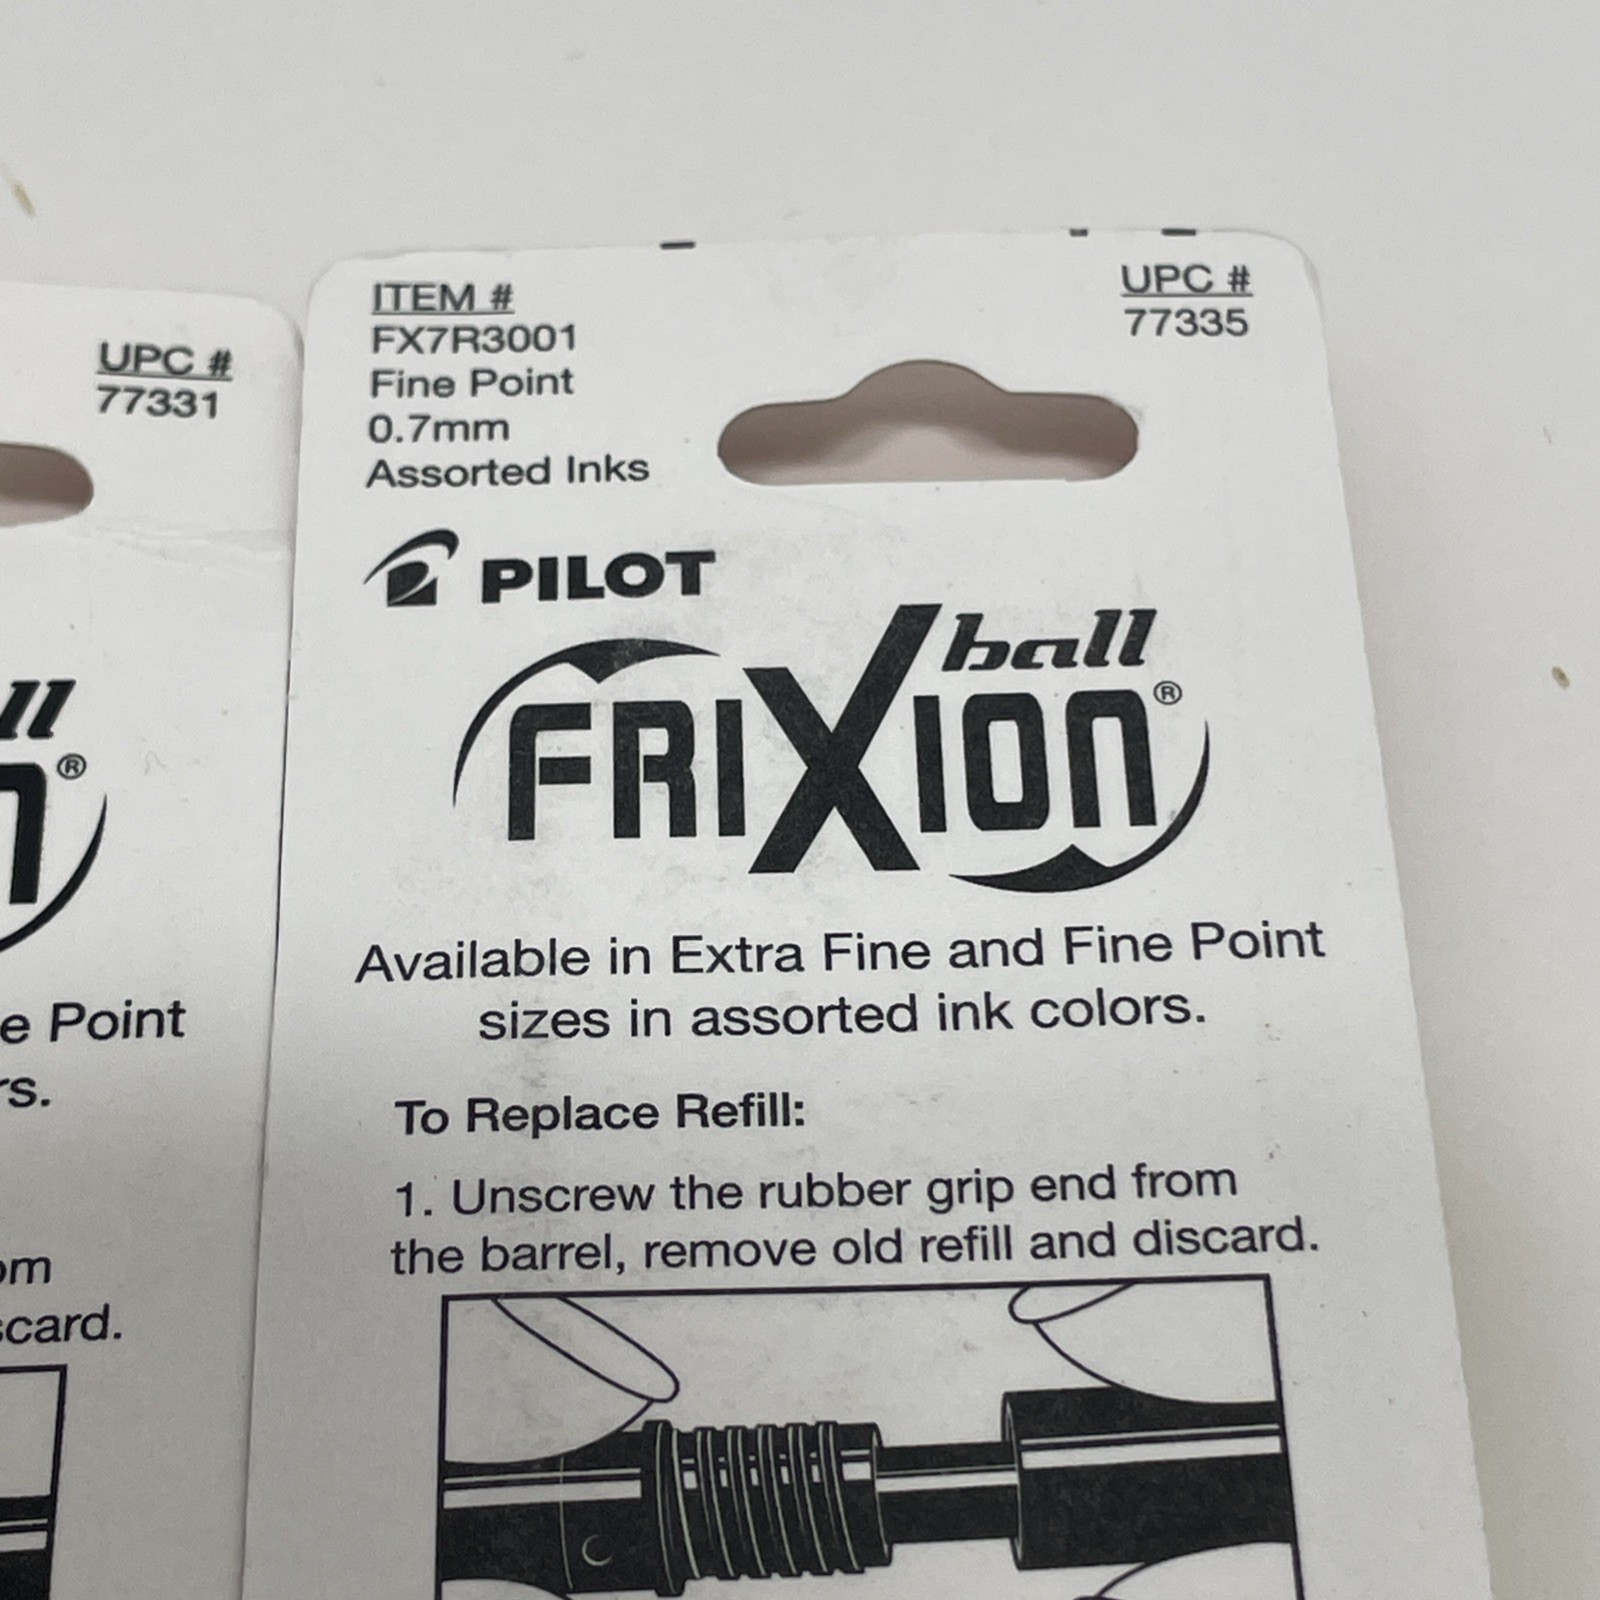 UPC #
77331
ll
n®
e Point
rs.
om
scard.
ITEM #
FX7R3001
Fine Point
0.7mm
Assorted Inks
UPC #
77335
PILOT
ball
FRIXION®
Available in Extra Fine and Fine Point
sizes in assorted ink colors.
To Replace Refill:
1. Unscrew the rubber grip end from
the barrel, remove old refill and discard.